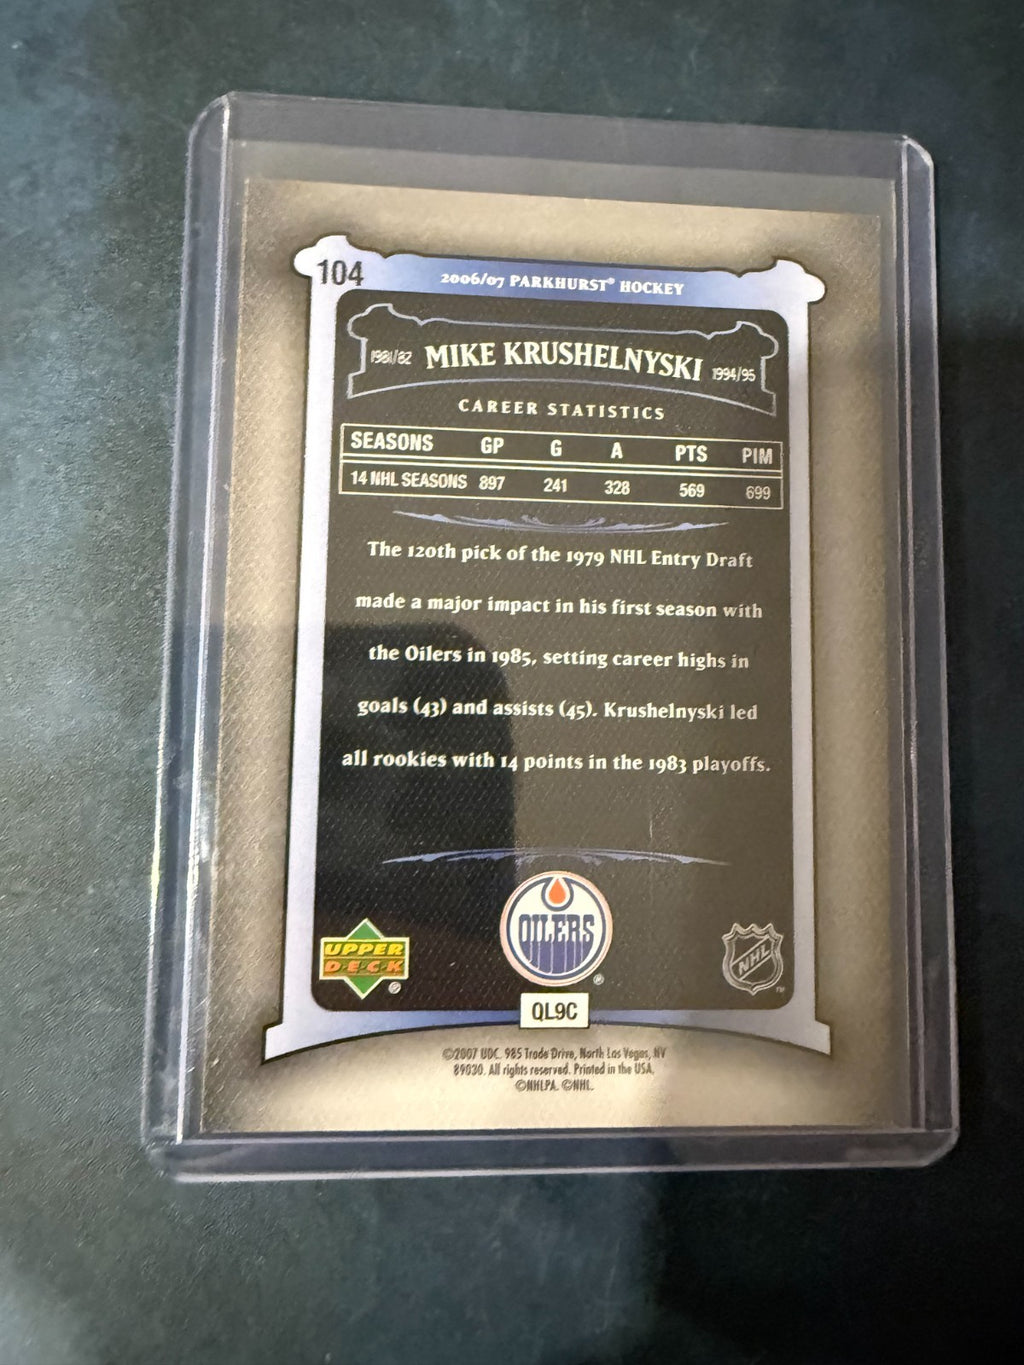 104
2006/07 PARKHURST® HOCKEY
1981/82 MIKE KRUSHELNYSKI 1994/95
CAREER STATISTICS
SEASONS GP G A PTS PIM
14 NHL SEASONS 897 241 328 569 699
The 120th pick of the 1979 NHL Entry Draft
made a major impact in his first season with
the Oilers in 1985, setting career highs in
goals (43) and assists (45). Krushelnyski led
all rookies with 14 points in the 1983 playoffs.
OILERS ®
UPPER
DECK ®
NHL ™
QL9C
©2007 UDC. 985 Trade Drive, North Las Vegas, NV
89030. All rights reserved. Printed in the USA.
©NHLPA. ©NHL.